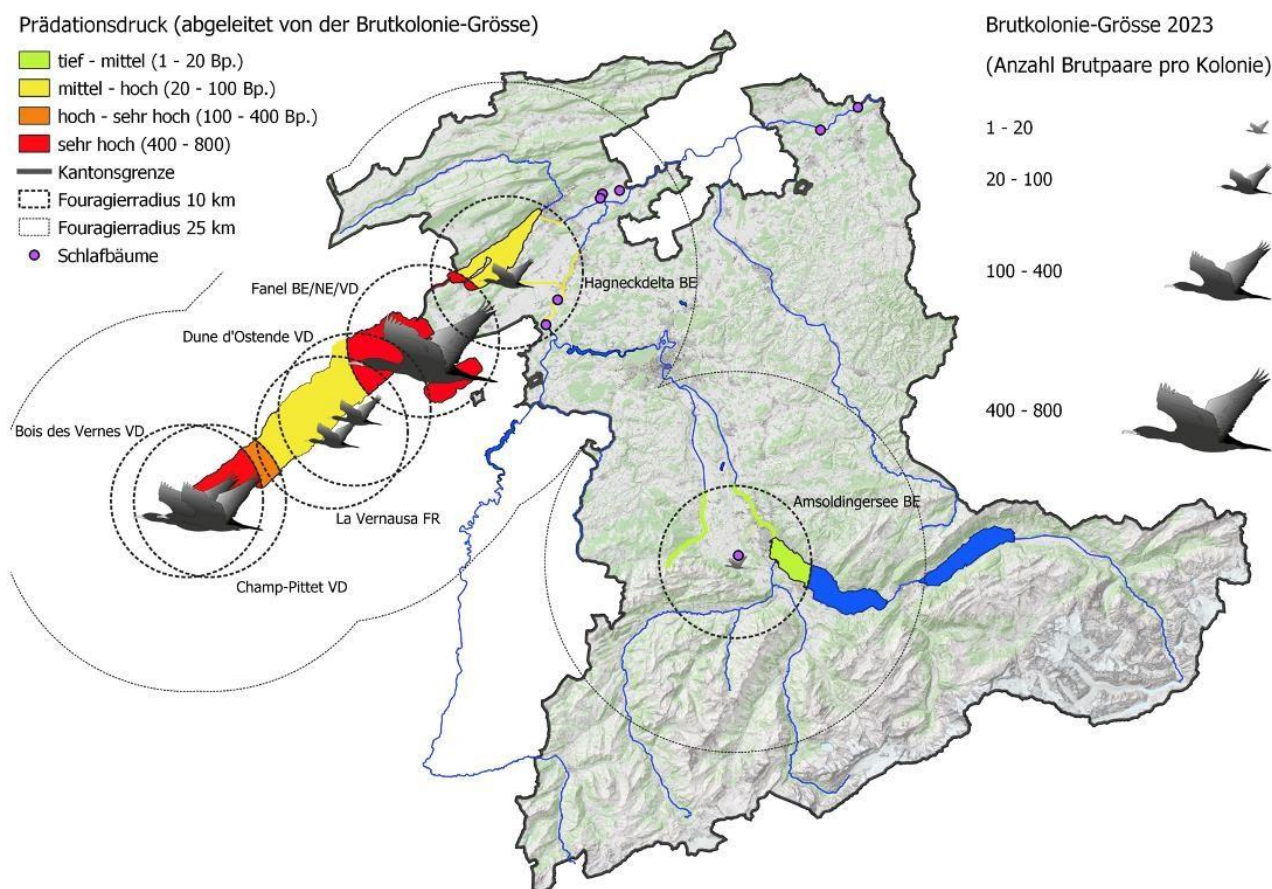 Prädationsdruck (abgeleitet von der Brutkolonie-Grösse)
tief - mittel (1 - 20 Bp.)
mittel - hoch (20 - 100 Bp.)
hoch - sehr hoch (100 - 400 Bp.)
sehr hoch (400 - 800)
Kantonsgrenze
Fouragierradius 10 km
Fouragierradius 25 km
Schlafbäume
Brutkolonie-Grösse 2023
(Anzahl Brutpaare pro Kolonie)
1 - 20
20 - 100
100 - 400
400 - 800
Fanel BE/NE/VD
Hagneckdelta BE
Dune d'Ostende VD
Bois des Vernes VD
La Vernausa FR
Champ-Pittet VD
Amsoldingersee BE